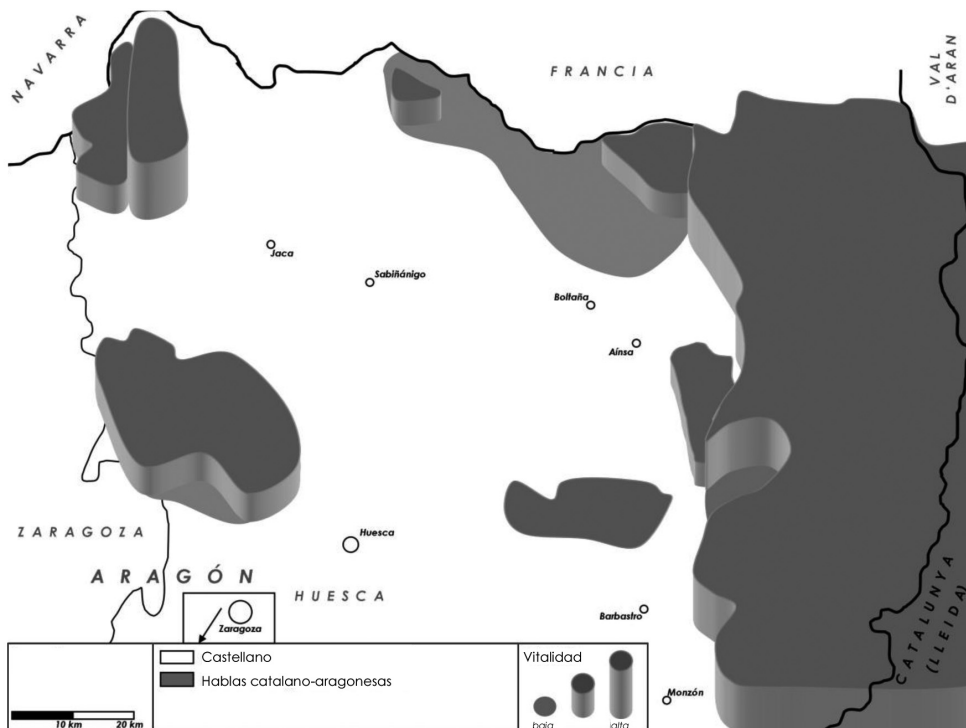 NAVARRA
FRANCIA
VAL
D'ARAN
Jaca
Sabiñánigo
Boltaña
Aínsa
ZARAGOZA
Huesca
ARAGÓN
HUESCA
Zaragoza
Barbastro
CATALUNYA
(LLEIDA)
Castellano
Hablas catalano-aragonesas
Vitalidad
baja
alta
Monzón
10 km
20 km